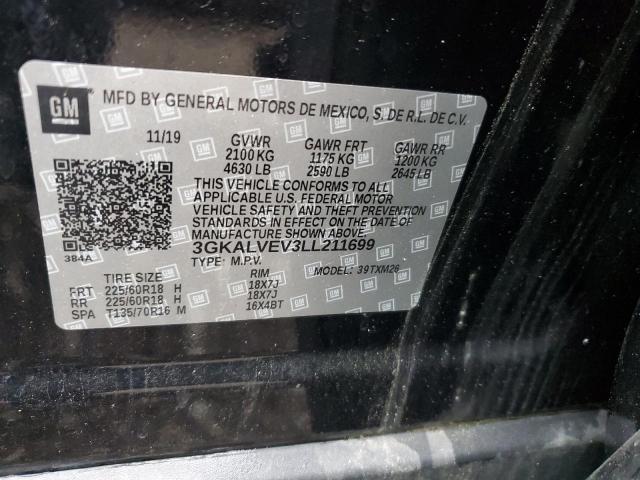 GM
MFD BY GENERAL MOTORS DE MEXICO, S. DE R.L. DE C.V.
11/19 GVWR GAWR FRT GAWR RR
2100 KG 1175 KG 1200 KG
4630 LB 2590 LB 2645 LB
THIS VEHICLE CONFORMS TO ALL
APPLICABLE U.S. FEDERAL MOTOR
VEHICLE SAFETY AND THEFT PREVENTION
STANDARDS IN EFFECT ON THE DATE
OF MANUFACTURE SHOWN ABOVE.
384A 3GKALVEV3LL211699
TYPE: M.P.V. MODEL: 39TXM26
TIRE SIZE RIM
FRT 225/60R18 H 18X7J
RR 225/60R18 H 18X7J
SPA T135/70R16 M 16X4BT